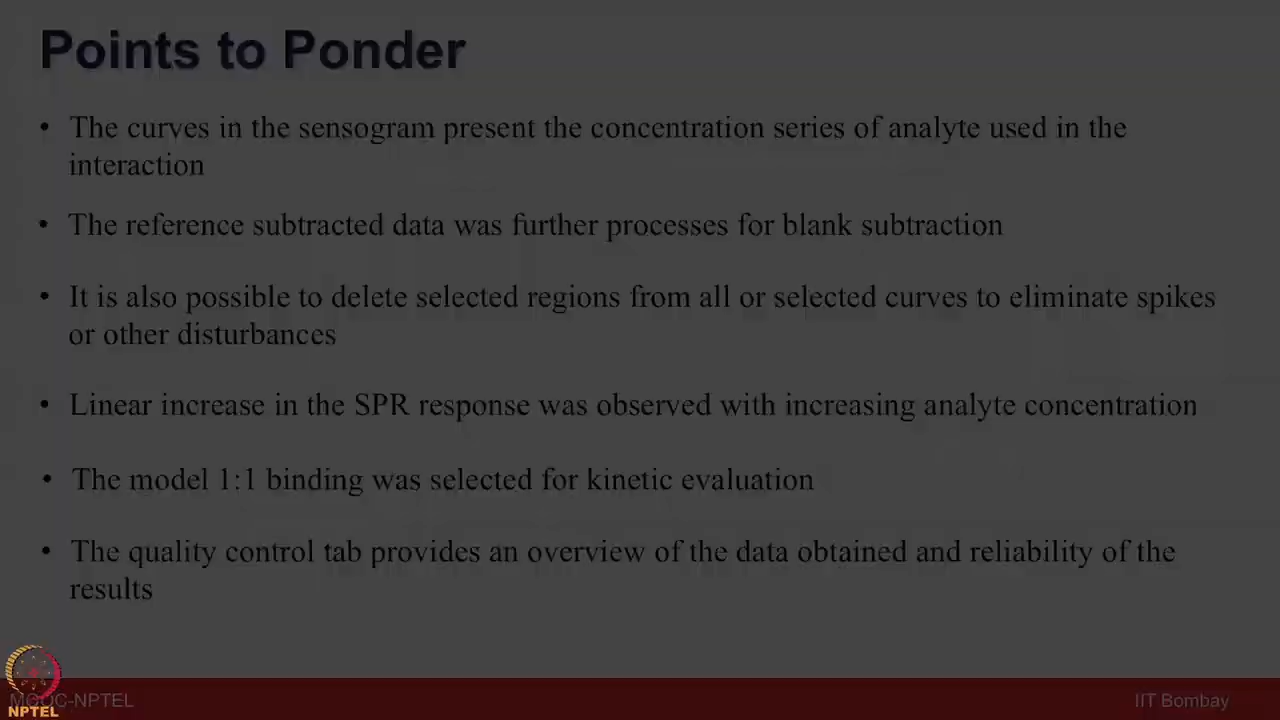 Points to Ponder
• The curves in the sensogram present the concentration series of analyte used in the
interaction
• The reference subtracted data was further processes for blank subtraction
• It is also possible to delete selected regions from all or selected curves to eliminate spikes
or other disturbances
• Linear increase in the SPR response was observed with increasing analyte concentration
• The model 1:1 binding was selected for kinetic evaluation
• The quality control tab provides an overview of the data obtained and reliability of the
results
MOOC-NPTEL
NPTEL
IIT Bombay